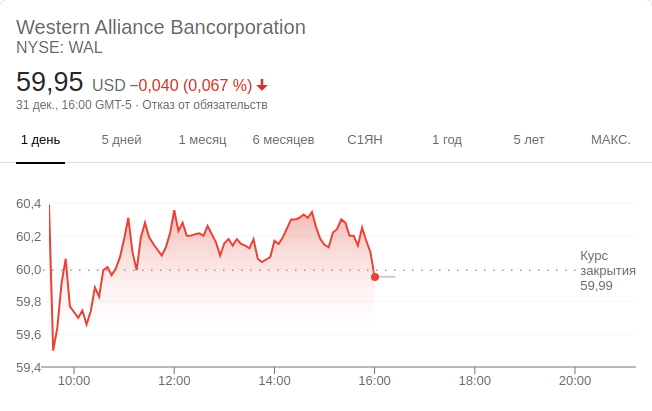 Western Alliance Bancorporation
NYSE: WAL
59,95 USD −0,040 (0,067 %)
31 дек., 16:00 GMT-5 · Отказ от обязательств
1 день 5 дней 1 месяц 6 месяцев С1ЯН 1 год 5 лет МАКС.
60,4
60,2
60,0
59,8
59,6
59,4
Курс
закрытия
59,99
10:00 12:00 14:00 16:00 18:00 20:00